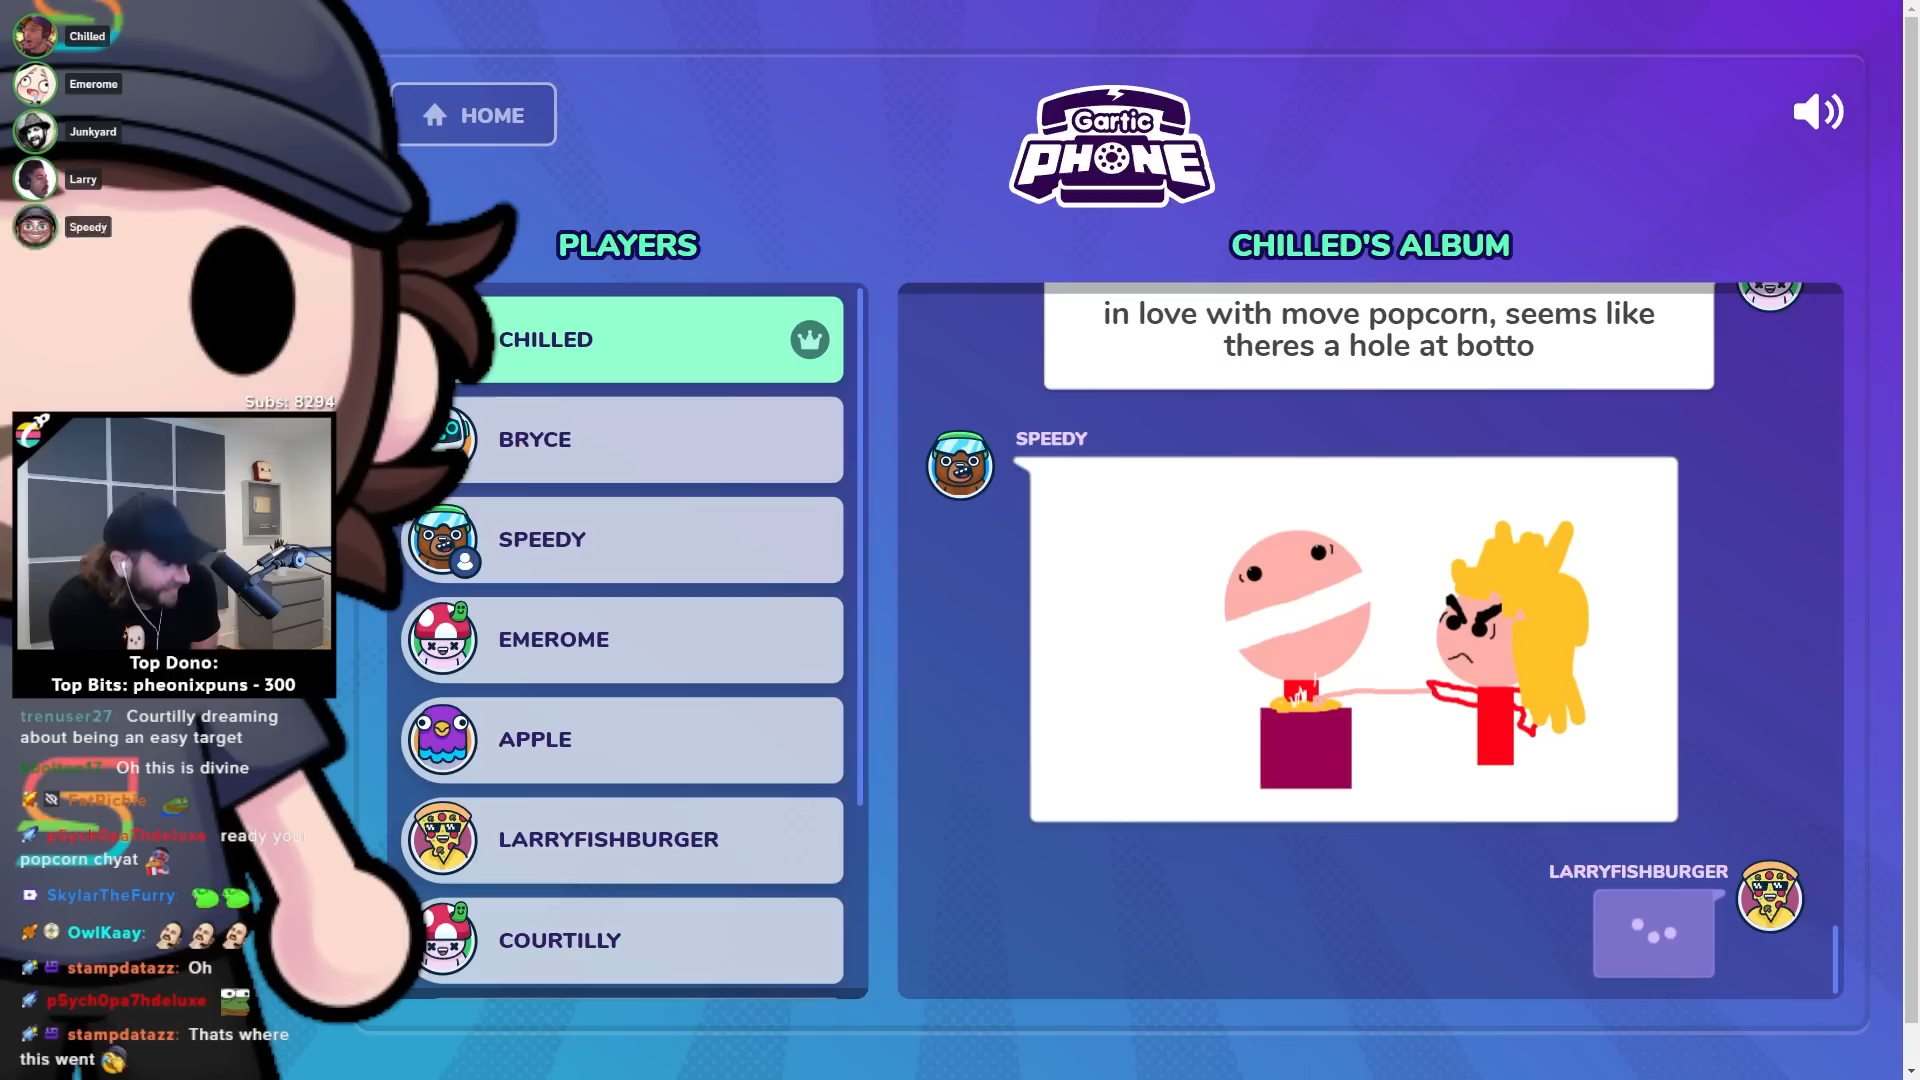 Chilled
Emerome
Junkyard
Larry
Speedy
HOME
Gartic
PHONE
PLAYERS
CHILLED'S ALBUM
CHILLED
BRYCE
SPEEDY
EMEROME
APPLE
LARRYFISHBURGER
COURTILLY
in love with move popcorn, seems like
theres a hole at botto
SPEEDY
LARRYFISHBURGER
Subs: 8294
Top Dono:
Top Bits: pheonixpuns - 300
trenuser27: Courtilly dreaming
about being an easy target
Oh this is divine
FatRichie
p5ych0pa7hdeluxe ready your
popcorn chyat
SkylarTheFurry:
OwlKaay:
stampdatazz: Oh
p5ych0pa7hdeluxe
stampdatazz: Thats where
this went